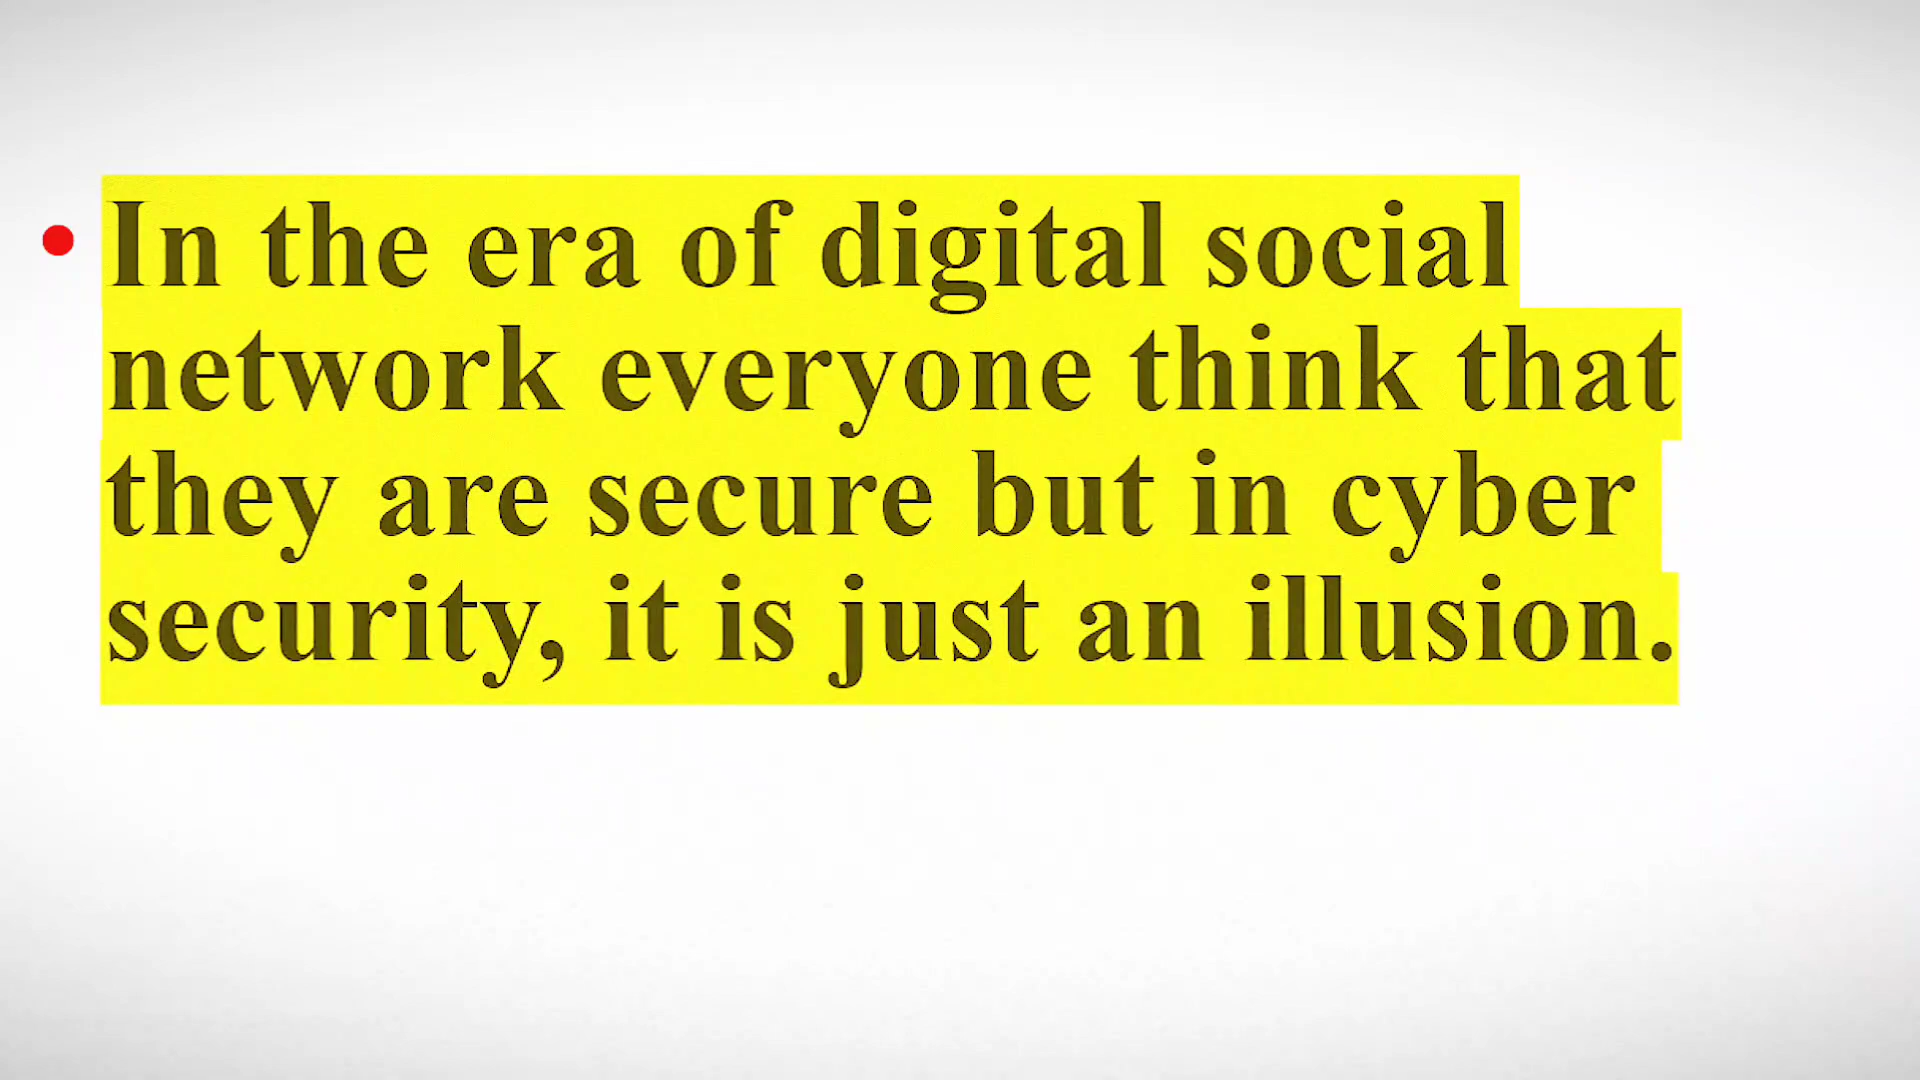 • In the era of digital social
network everyone think that
they are secure but in cyber
security, it is just an illusion.